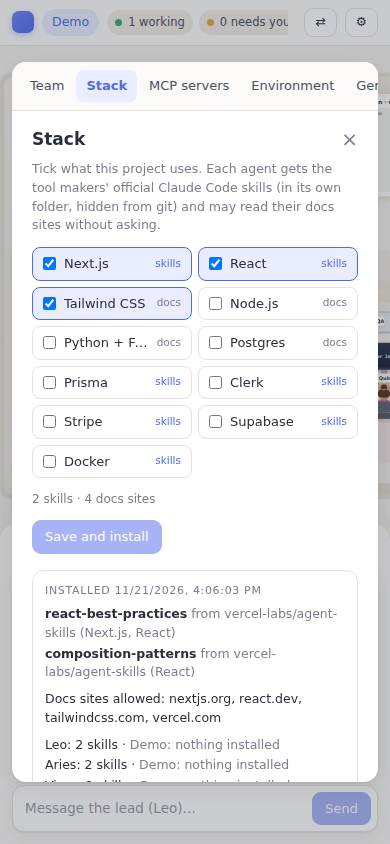 Demo
1 working
0 needs you
Team
Stack
MCP servers
Environment
Stack
Tick what this project uses. Each agent gets the
tool makers' official Claude Code skills (in its own
folder, hidden from git) and may read their docs
sites without asking.
Next.js skills
React skills
Tailwind CSS docs
Node.js docs
Python + F... docs
Postgres docs
Prisma skills
Clerk skills
Stripe skills
Supabase skills
Docker skills
2 skills · 4 docs sites
Save and install
INSTALLED 11/21/2026, 4:06:03 PM
react-best-practices from vercel-labs/agent-
skills (Next.js, React)
composition-patterns from vercel-
labs/agent-skills (React)
Docs sites allowed: nextjs.org, react.dev,
tailwindcss.com, vercel.com
Leo: 2 skills · Demo: nothing installed
Aries: 2 skills · Demo: nothing installed
Message the lead (Leo)...
Send